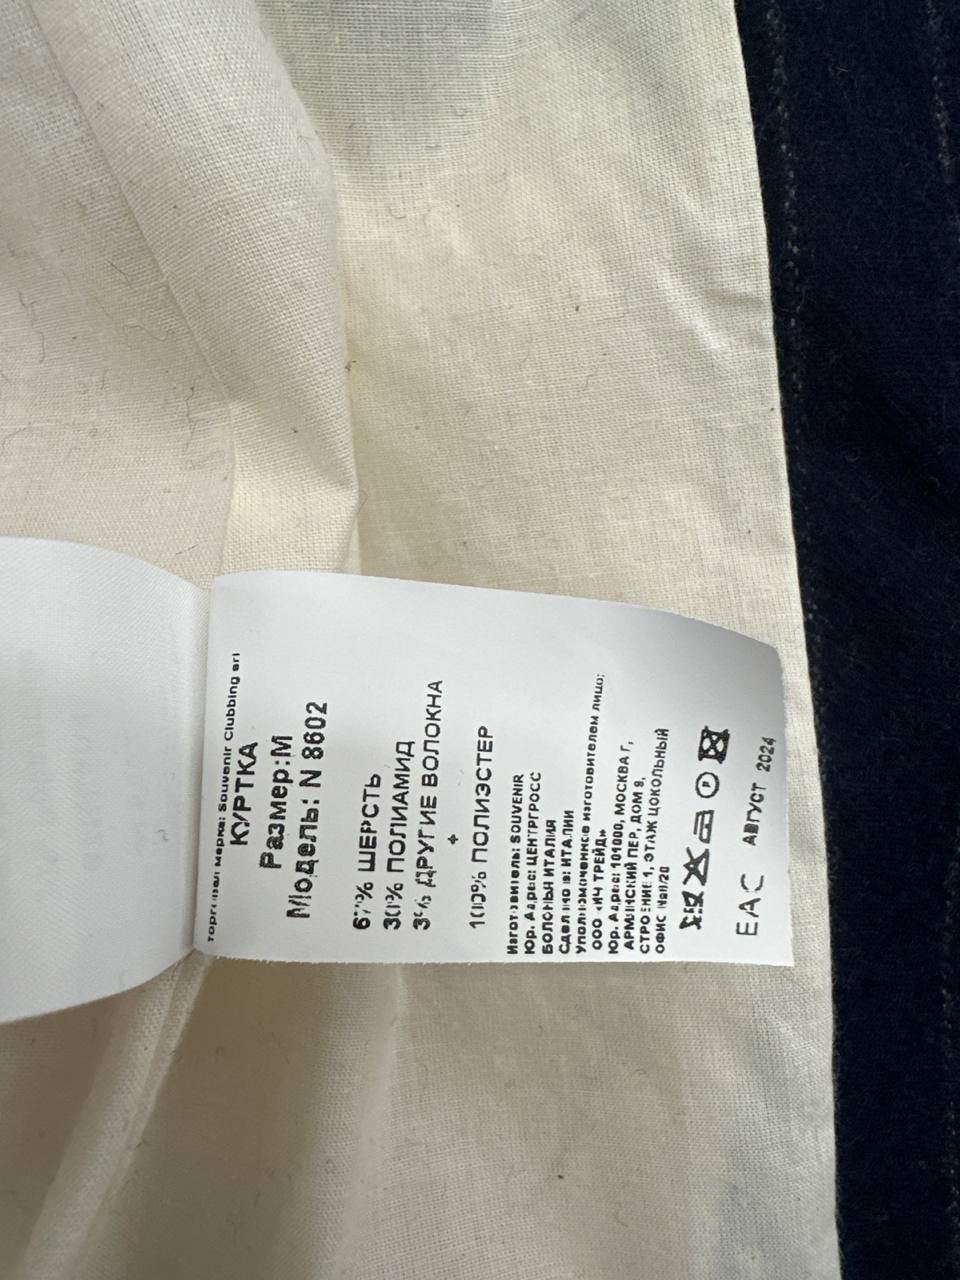 Торговая марка: Souvenir Clubbing srl
КУРТКА
Размер:M
Модель: N 8602
67% ШЕРСТЬ
30% ПОЛИАМИД
3% ДРУГИЕ ВОЛОКНА
+
100% ПОЛИЭСТЕР
Изготовитель: SOUVENIR
Юр. Адрес: ЦЕНТРГРОСС
БОЛОНЬЯ ИТАЛИЯ
Сделано в: ИТАЛИИ
Уполномоченное изготовителем лицо:
ООО «ИЧ ТРЕЙД»
Юр. Адрес: 101000, МОСКВА Г,
АРМЯНСКИЙ ПЕР, ДОМ 9,
СТРОЕНИЕ 1, ЭТАЖ ЦОКОЛЬНЫЙ
ОФИС
EAC АВГУСТ 2024